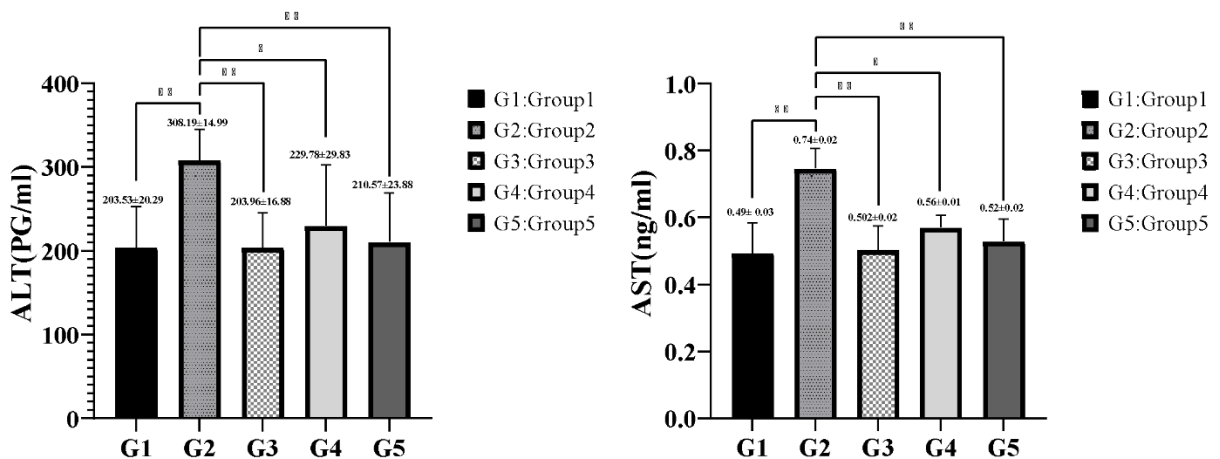 400
300
200
100
0
ALT(PG/ml)
203.53±20.29
308.19±14.99
203.96±16.88
229.78±29.83
210.57±23.88
G1 G2 G3 G4 G5
G1:Group1
G2:Group2
G3:Group3
G4:Group4
G5:Group5
1.0
0.8
0.6
0.4
0.2
0.0
AST(ng/ml)
0.49± 0.03
0.74±0.02
0.502±0.02
0.56±0.01
0.52±0.02
G1 G2 G3 G4 G5
G1:Group1
G2:Group2
G3:Group3
G4:Group4
G5:Group5